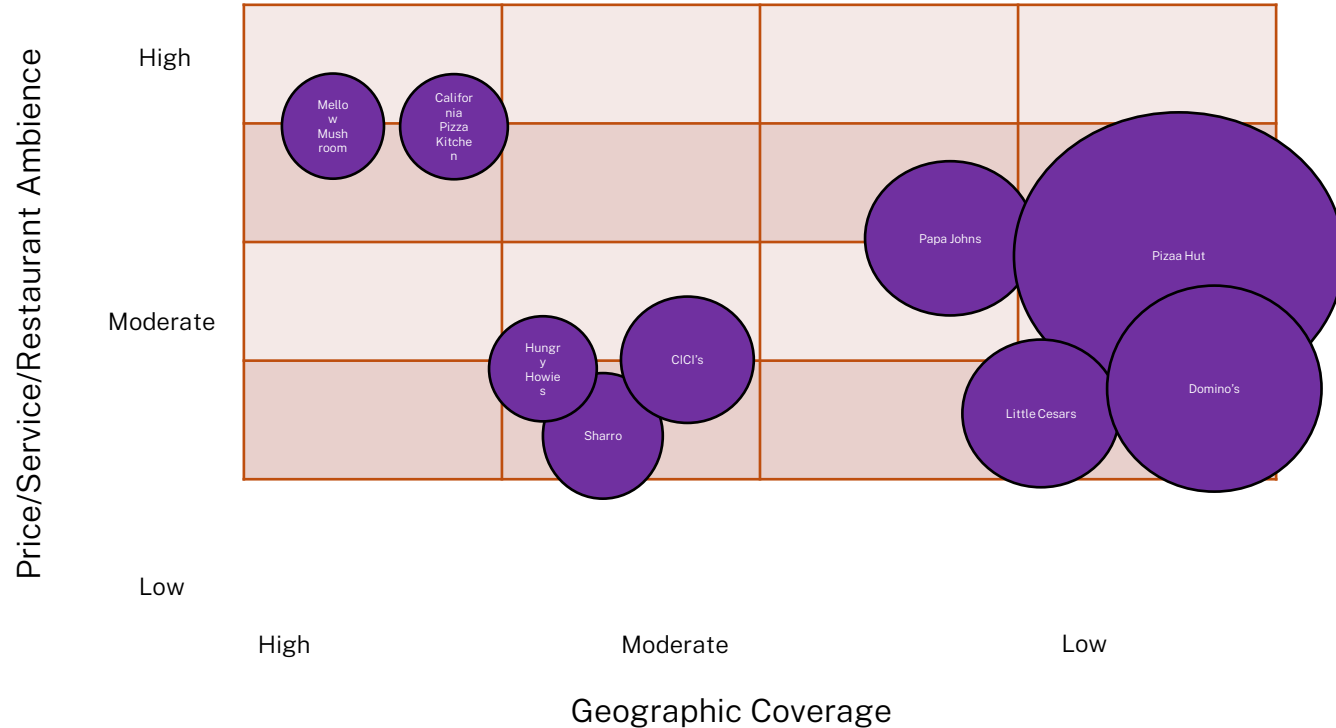 Price/Service/Restaurant Ambience
High
Moderate
Low
Mello
w
Mush
room
Califor
nia
Pizza
Kitche
n
Papa Johns
Pizaa Hut
Hungr
y
Howie
s
CICI's
Sharro
Little Cesars
Domino's
High
Moderate
Low
Geographic Coverage